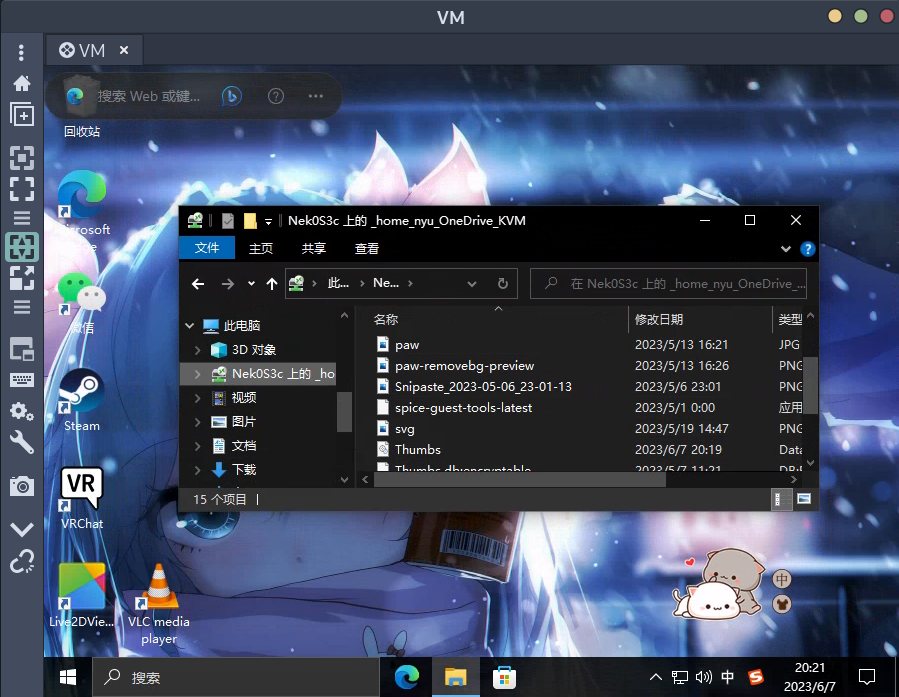 VM
VM
搜索 Web 或键...
回收站
微信
Steam
VR
VRChat
Live2DVie...
VLC media
player
Nek0S3c 上的 _home_nyu_OneDrive_KVM
文件 主页 共享 查看
此... Ne...
在 Nek0S3c 上的 _home_nyu_OneDrive_...
名称 修改日期 类型
此电脑
3D 对象
Nek0S3c 上的 _ho
视频
图片
文档
下载
paw 2023/5/13 16:21 JPG
paw-removebg-preview 2023/5/13 16:26 PNG
Snipaste_2023-05-06_23-01-13 2023/5/6 23:01 PNG
spice-guest-tools-latest 2023/5/1 0:00 应用
svg 2023/5/19 14:47 PNG
Thumbs 2023/6/7 20:19 Data
Thumbs.dbencryptable 2023/6/7 11:21
15 个项目
中
搜索
中
20:21
2023/6/7